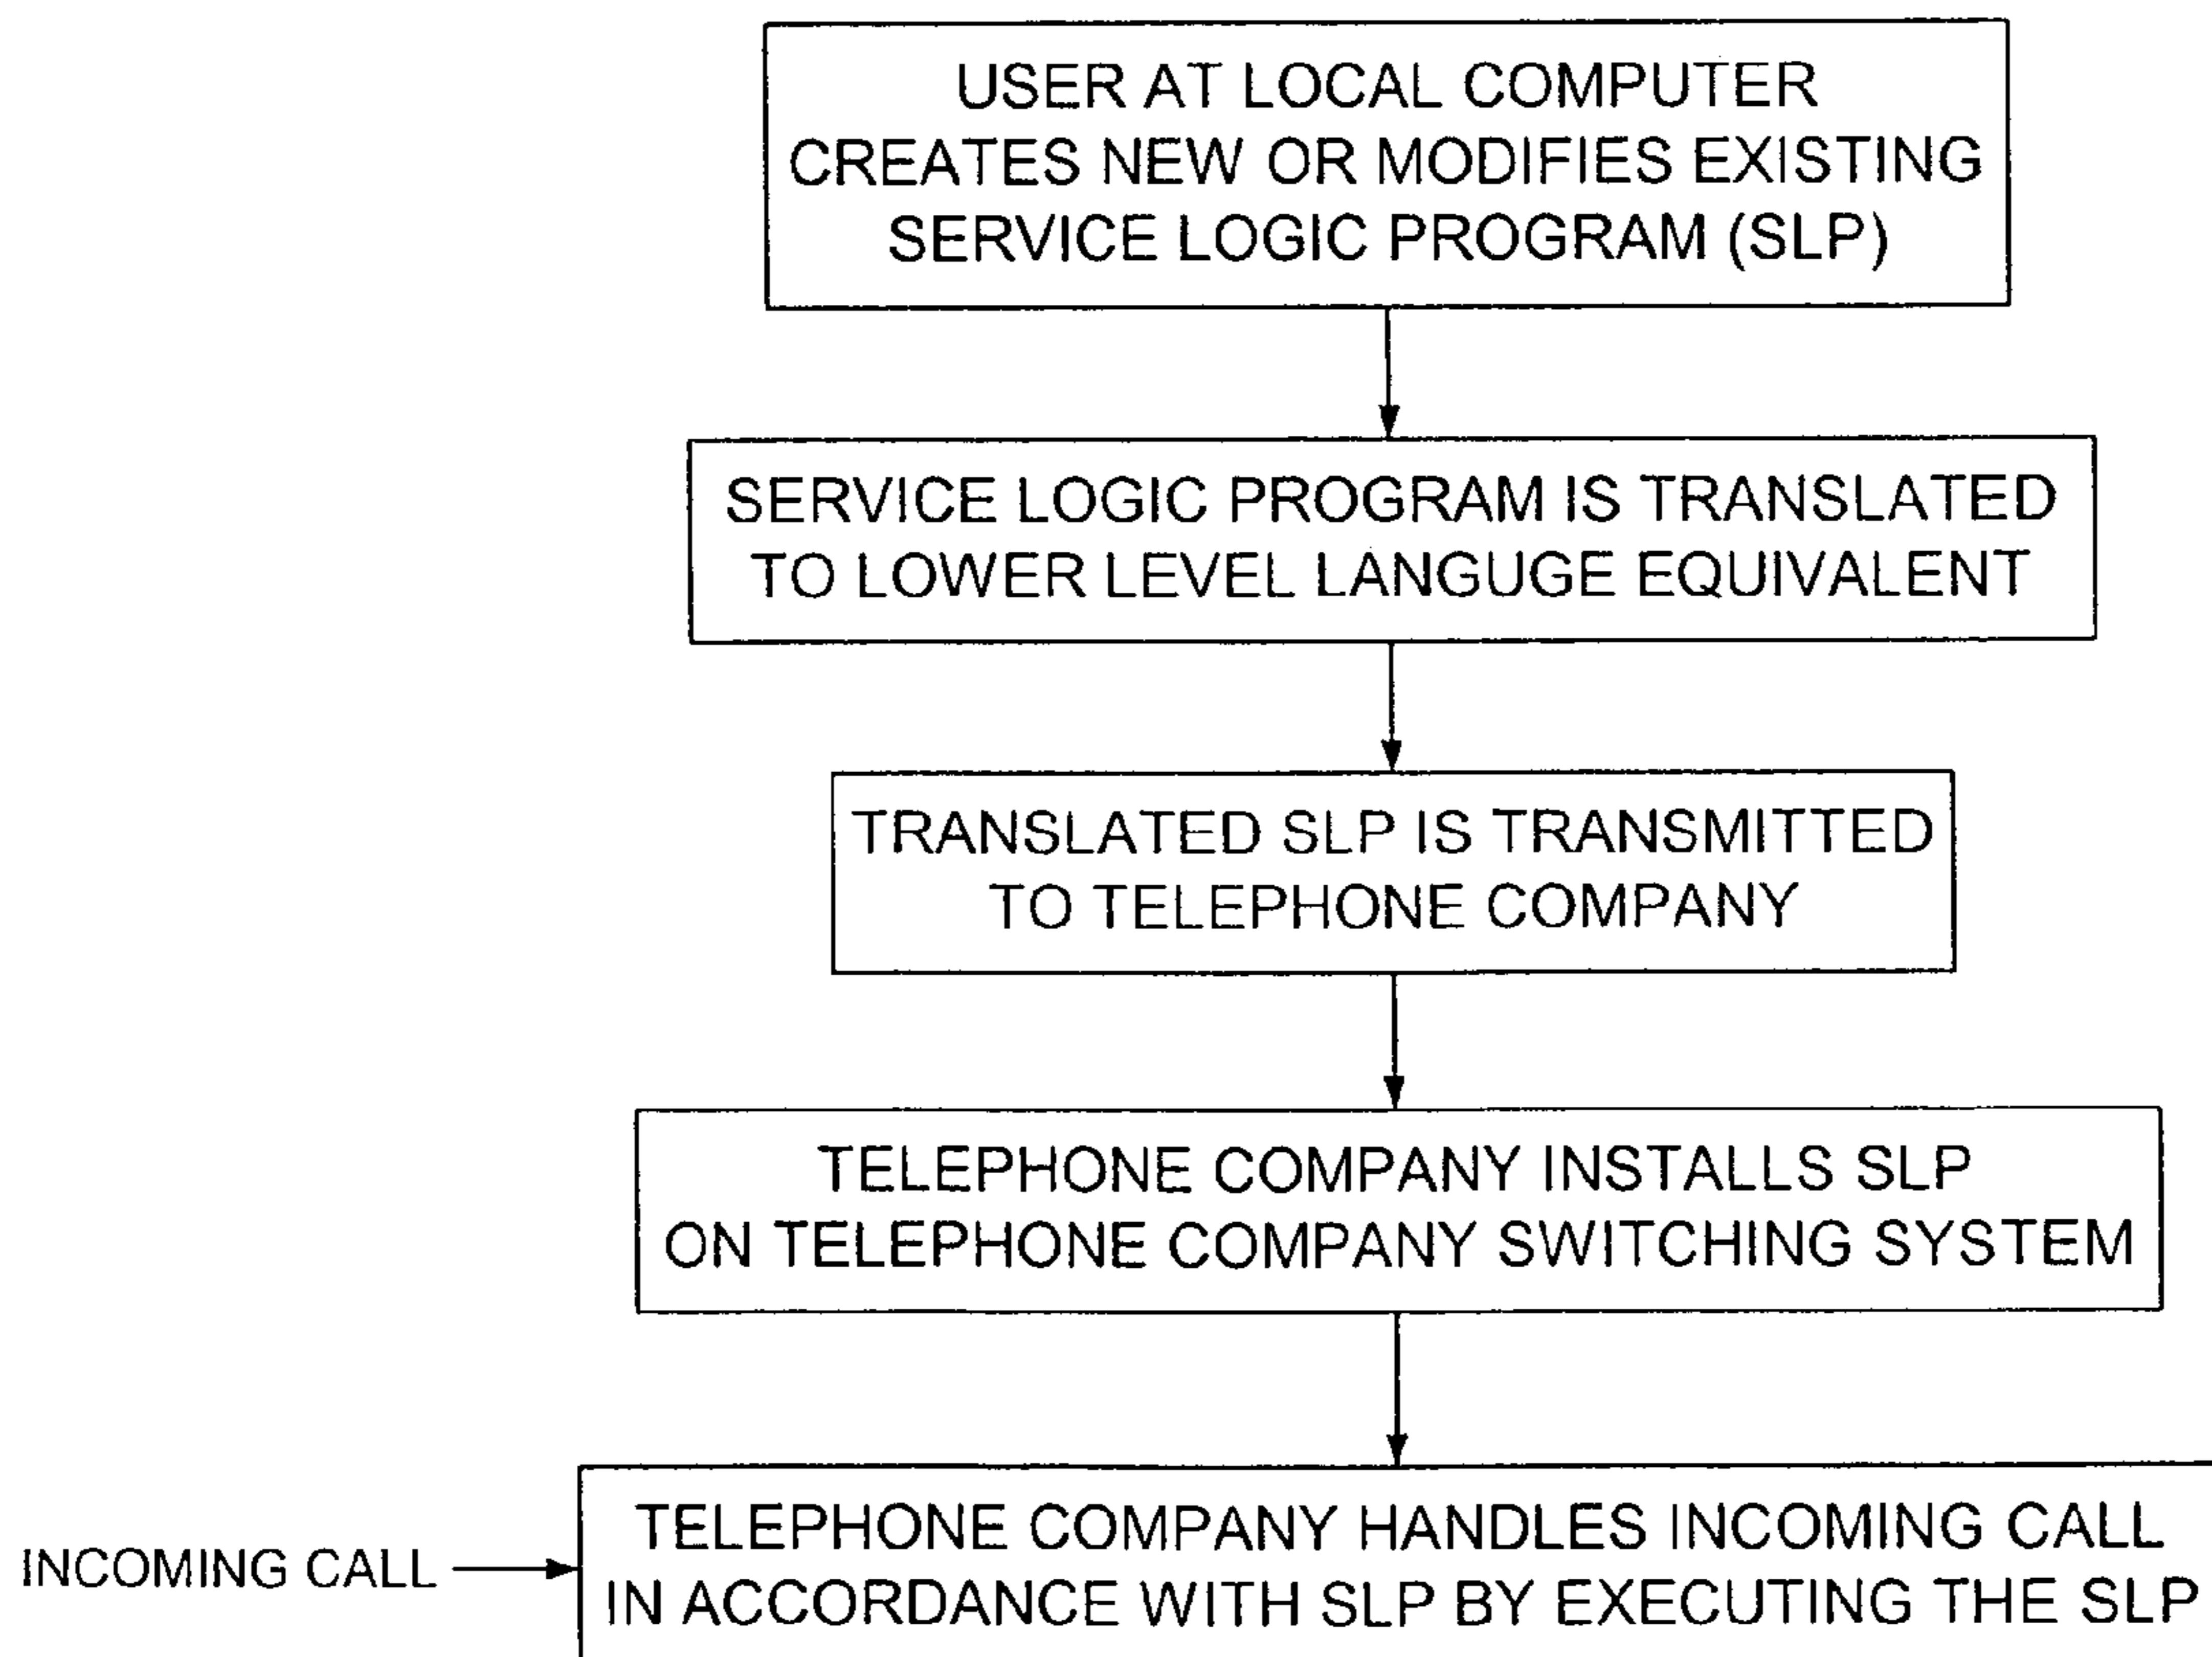 USER AT LOCAL COMPUTER
CREATES NEW OR MODIFIES EXISTING
SERVICE LOGIC PROGRAM (SLP)
SERVICE LOGIC PROGRAM IS TRANSLATED
TO LOWER LEVEL LANGUGE EQUIVALENT
TRANSLATED SLP IS TRANSMITTED
TO TELEPHONE COMPANY
TELEPHONE COMPANY INSTALLS SLP
ON TELEPHONE COMPANY SWITCHING SYSTEM
INCOMING CALL
TELEPHONE COMPANY HANDLES INCOMING CALL
IN ACCORDANCE WITH SLP BY EXECUTING THE SLP